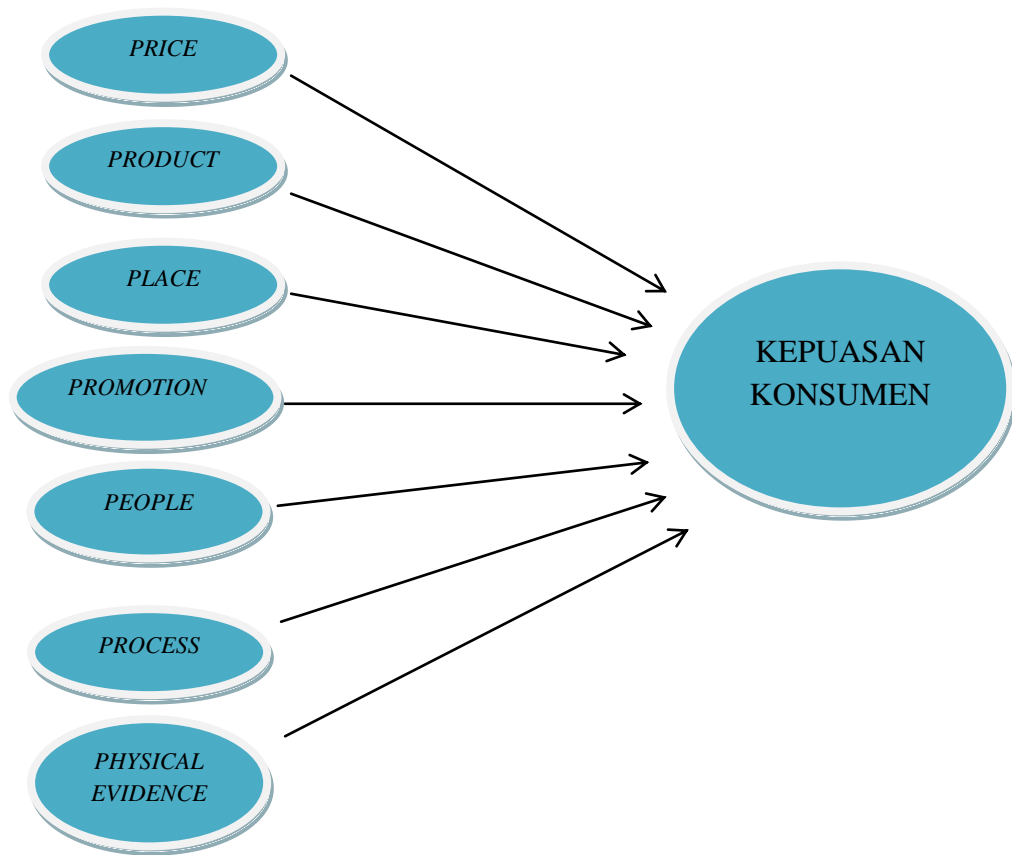 PRICE
PRODUCT
PLACE
PROMOTION
PEOPLE
PROCESS
PHYSICAL
EVIDENCE
KEPUASAN
KONSUMEN